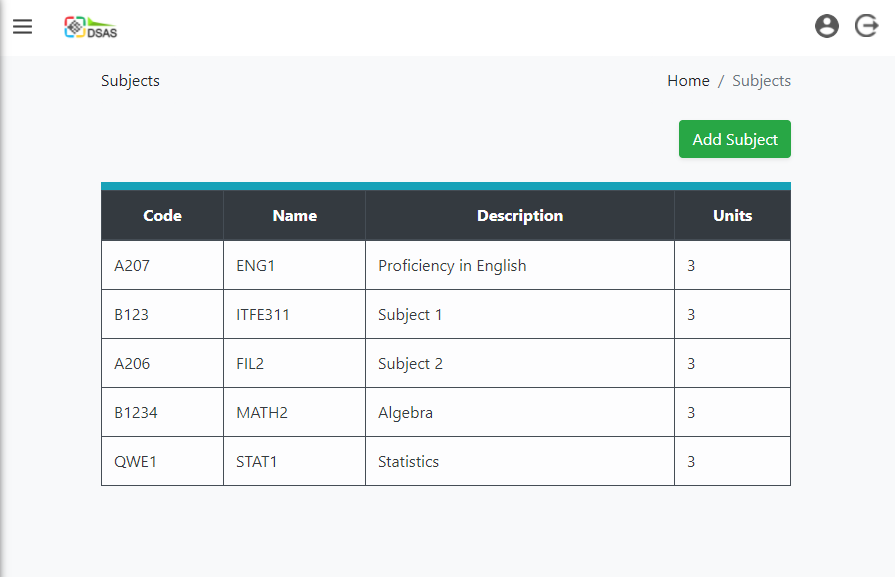 DSAS
Subjects
Home / Subjects
Add Subject
Code Name Description Units
A207 ENG1 Proficiency in English 3
B123 ITFE311 Subject 1 3
A206 FIL2 Subject 2 3
B1234 MATH2 Algebra 3
QWE1 STAT1 Statistics 3